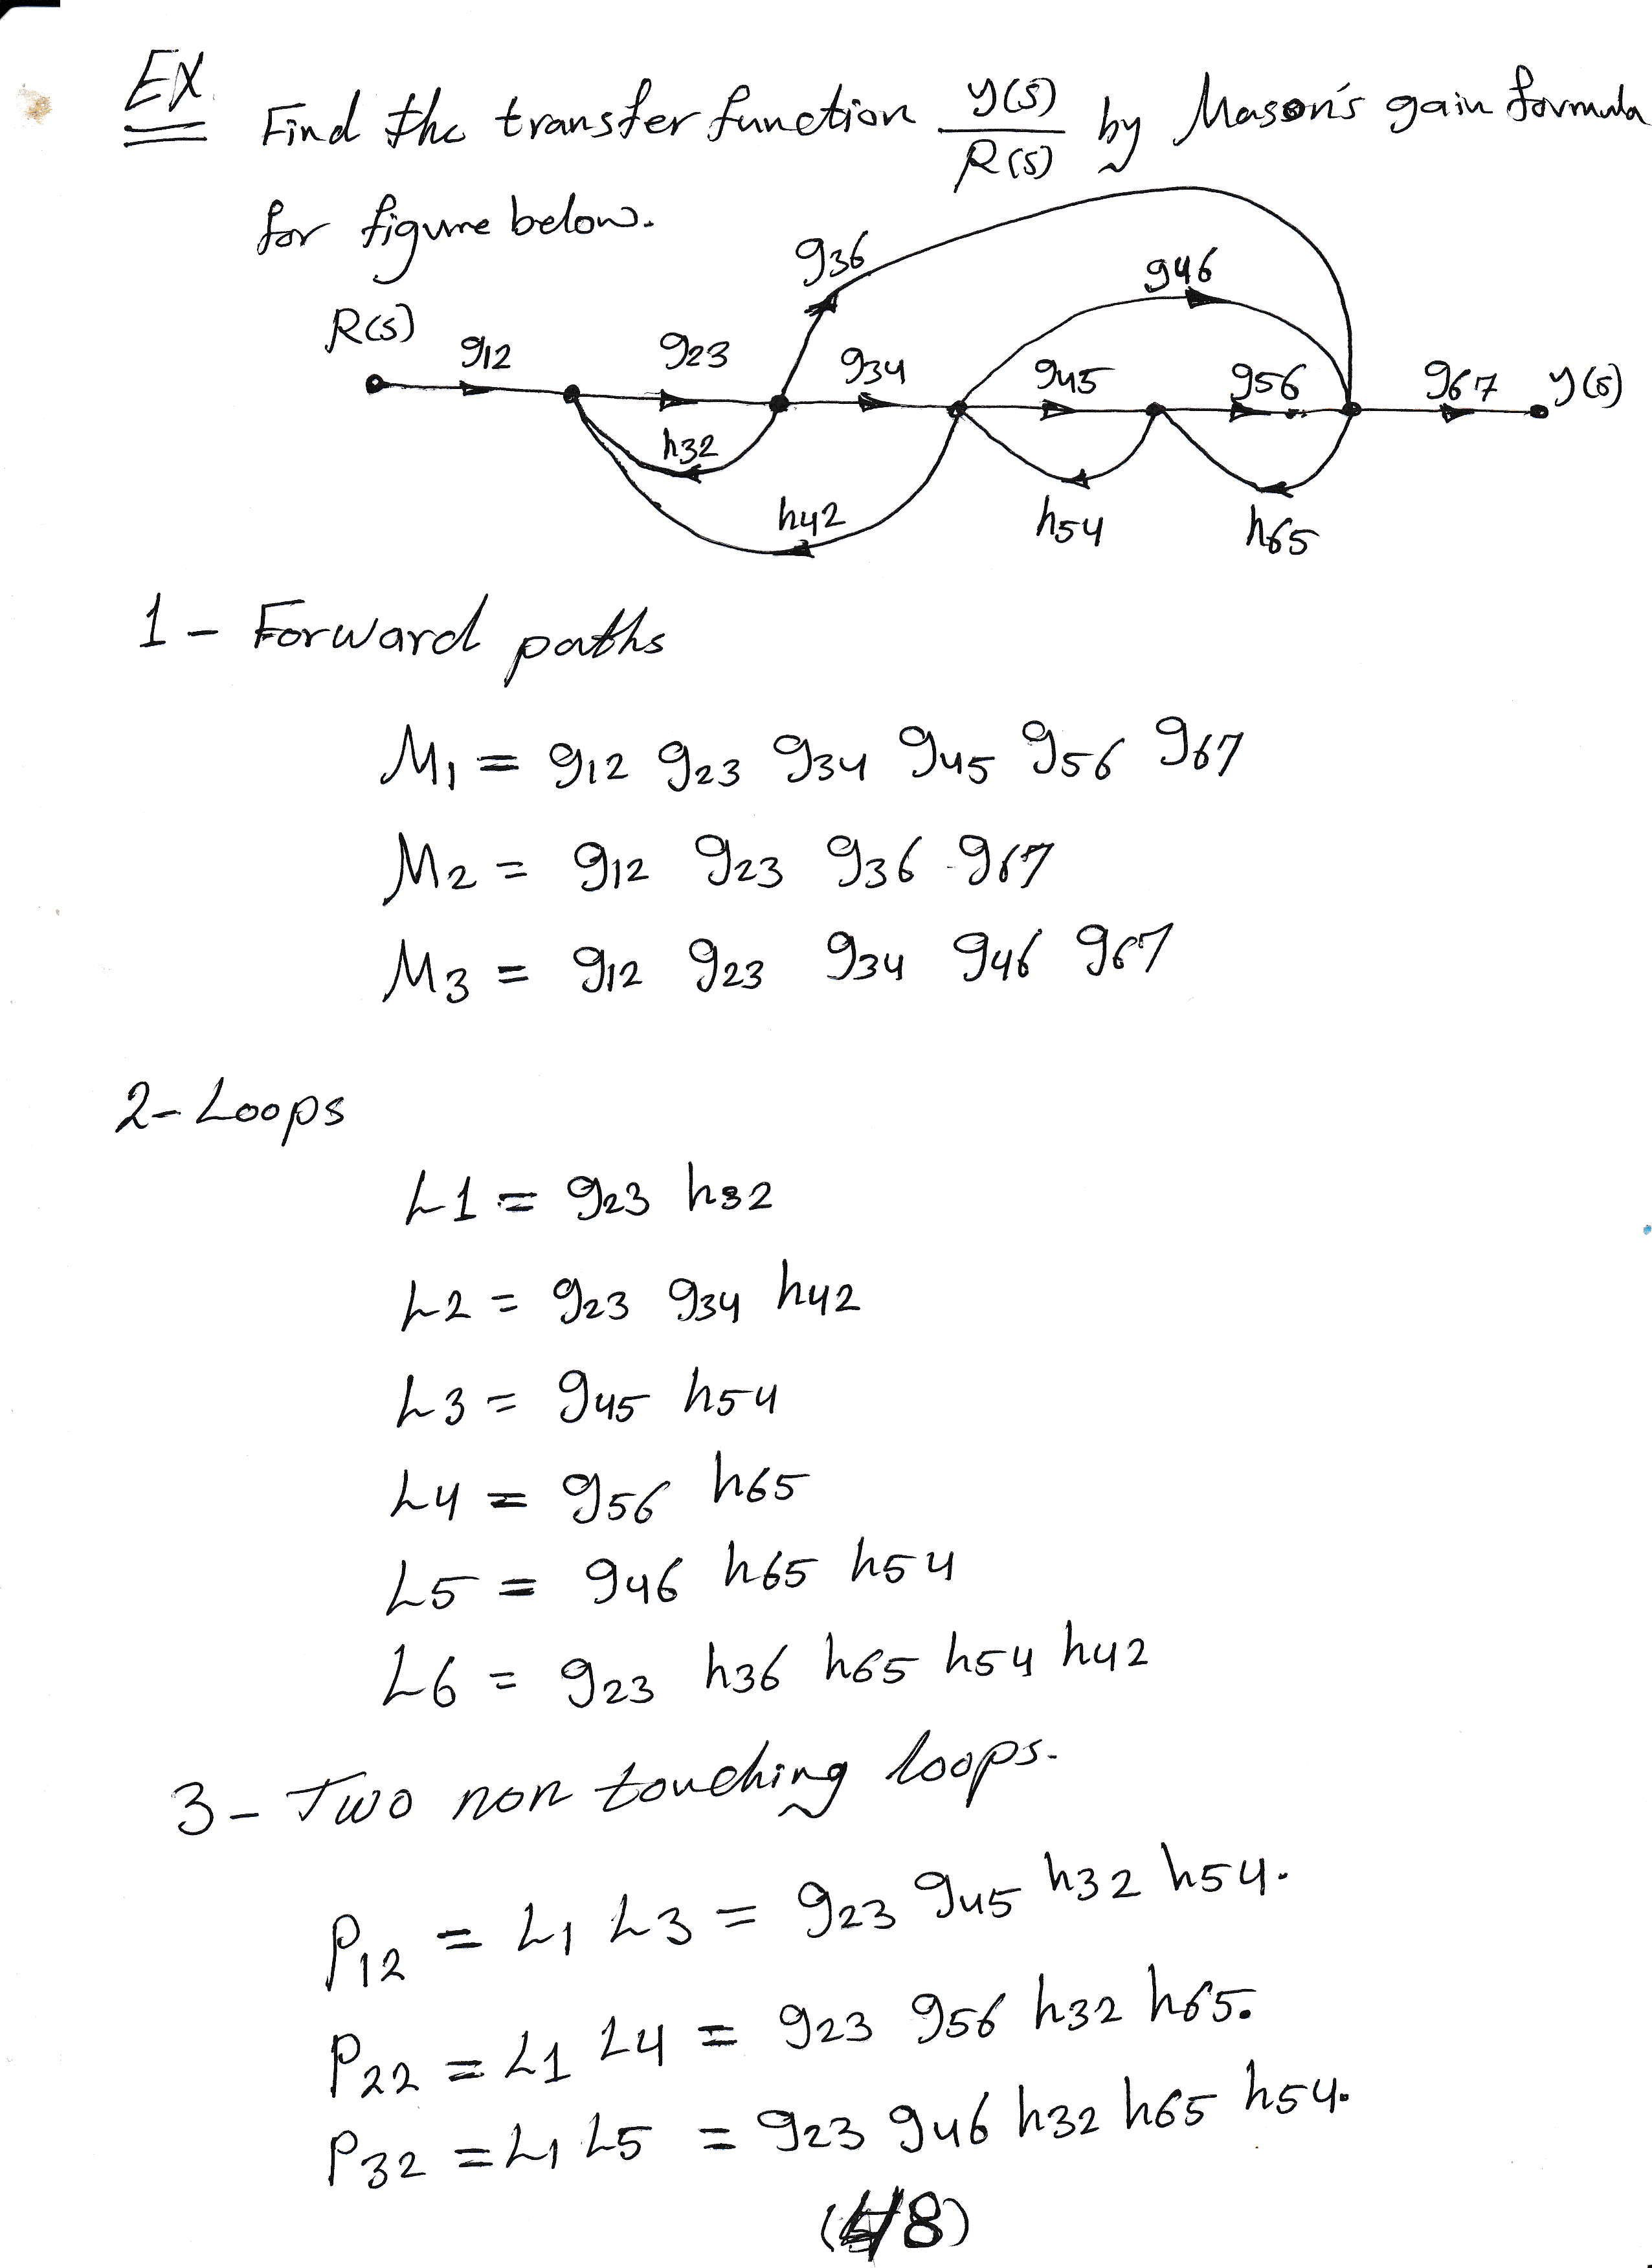 EX Find the transfer function y(s)/R(s) by Mason's gain formula
for figure below.
g36
g46
R(s)
g12
g23
g34
g45
g56
g67
y(s)
h32
h42
h54
h65
1 - Forward paths
M1 = g12 g23 g34 g45 g56 g67
M2 = g12 g23 g36 g67
M3 = g12 g23 g34 g46 g67
2- Loops
L1 = g23 h32
L2 = g23 g34 h42
L3 = g45 h54
L4 = g56 h65
L5 = g46 h65 h54
L6 = g23 h36 h65 h54 h42
3- Two non touching loops.
P12 = L1 L3 = g23 g45 h32 h54.
P22 = L1 L4 = g23 g56 h32 h65.
P32 = L1 L5 = g23 g46 h32 h65 h54.
(48)